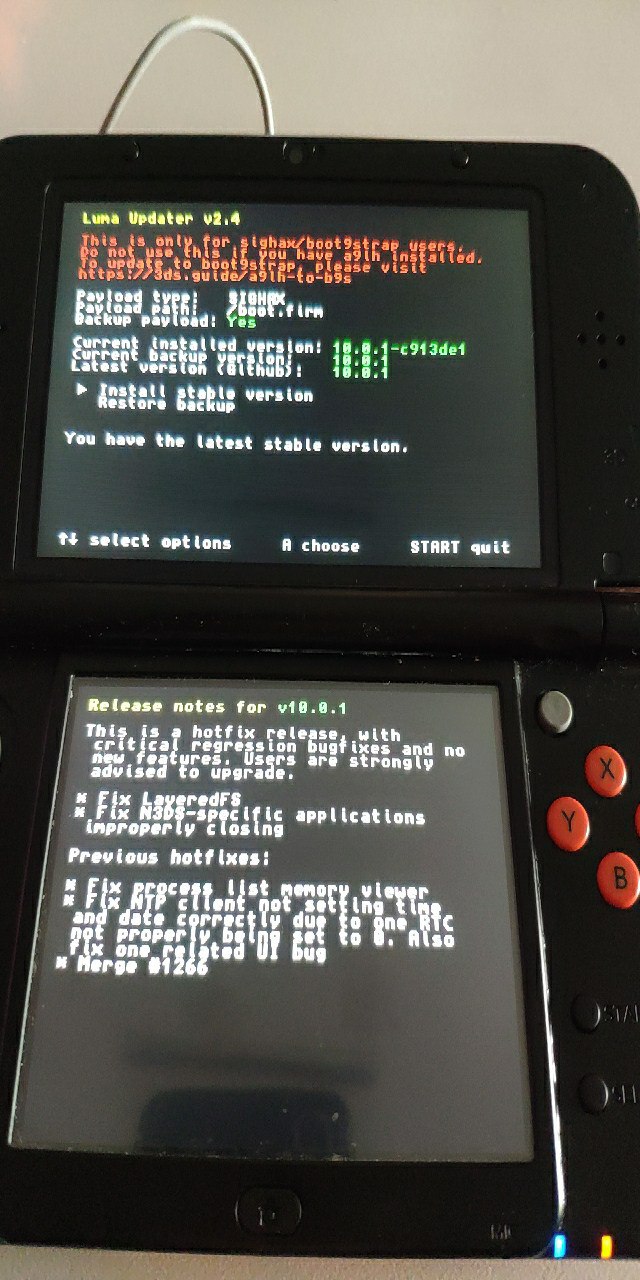 Luma Updater v2.4
This is only for sighax/boot9strap users.
Do not use this if you have a9lh installed.
To update to boot9strap, please visit
https://3ds.guide/a9lh-to-b9s
Payload type: SIGHAX
Payload path: /boot.firm
Backup payload: Yes
Current installed version: 10.0.1-c913de1
Current backup version: 10.0.1
Latest version (Github): 10.0.1
► Install stable version
Restore backup
You have the latest stable version.
↑↓ select options A choose START quit
Release notes for v10.0.1
This is a hotfix release, with
critical regression bugfixes and no
new features. Users are strongly
advised to upgrade.
* Fix LayeredFS
* Fix N3DS-specific applications
improperly closing
Previous hotfixes:
* Fix process list memory viewer
* Fix NTP client not setting time
and date correctly due to one RTC
not properly being set to 0. Also
fix one related UI bug
* Merge #1266
X
Y
B
STA
SE
MIC